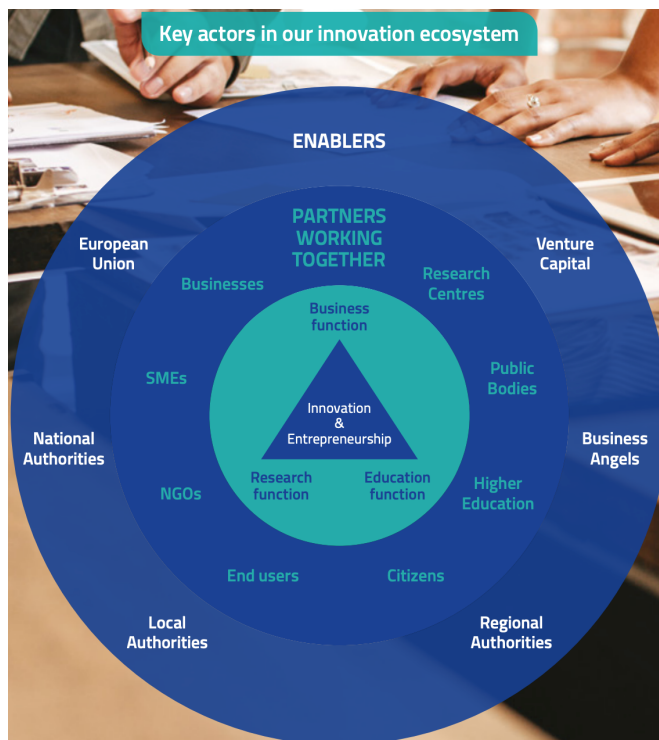 Key actors in our innovation ecosystem
ENABLERS
PARTNERS
WORKING
TOGETHER
European
Union
Venture
Capital
Businesses
Research
Centres
Business
function
SMEs
Public
Bodies
Innovation
&
Entrepreneurship
National
Authorities
Business
Angels
Research
function
Education
function
NGOs
Higher
Education
End users
Citizens
Local
Authorities
Regional
Authorities